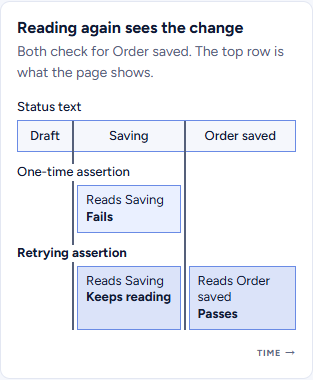 Reading again sees the change
Both check for Order saved. The top row is
what the page shows.
Status text
Draft
Saving
Order saved
One-time assertion
Reads Saving
Fails
Retrying assertion
Reads Saving
Keeps reading
Reads Order
saved
Passes
TIME →